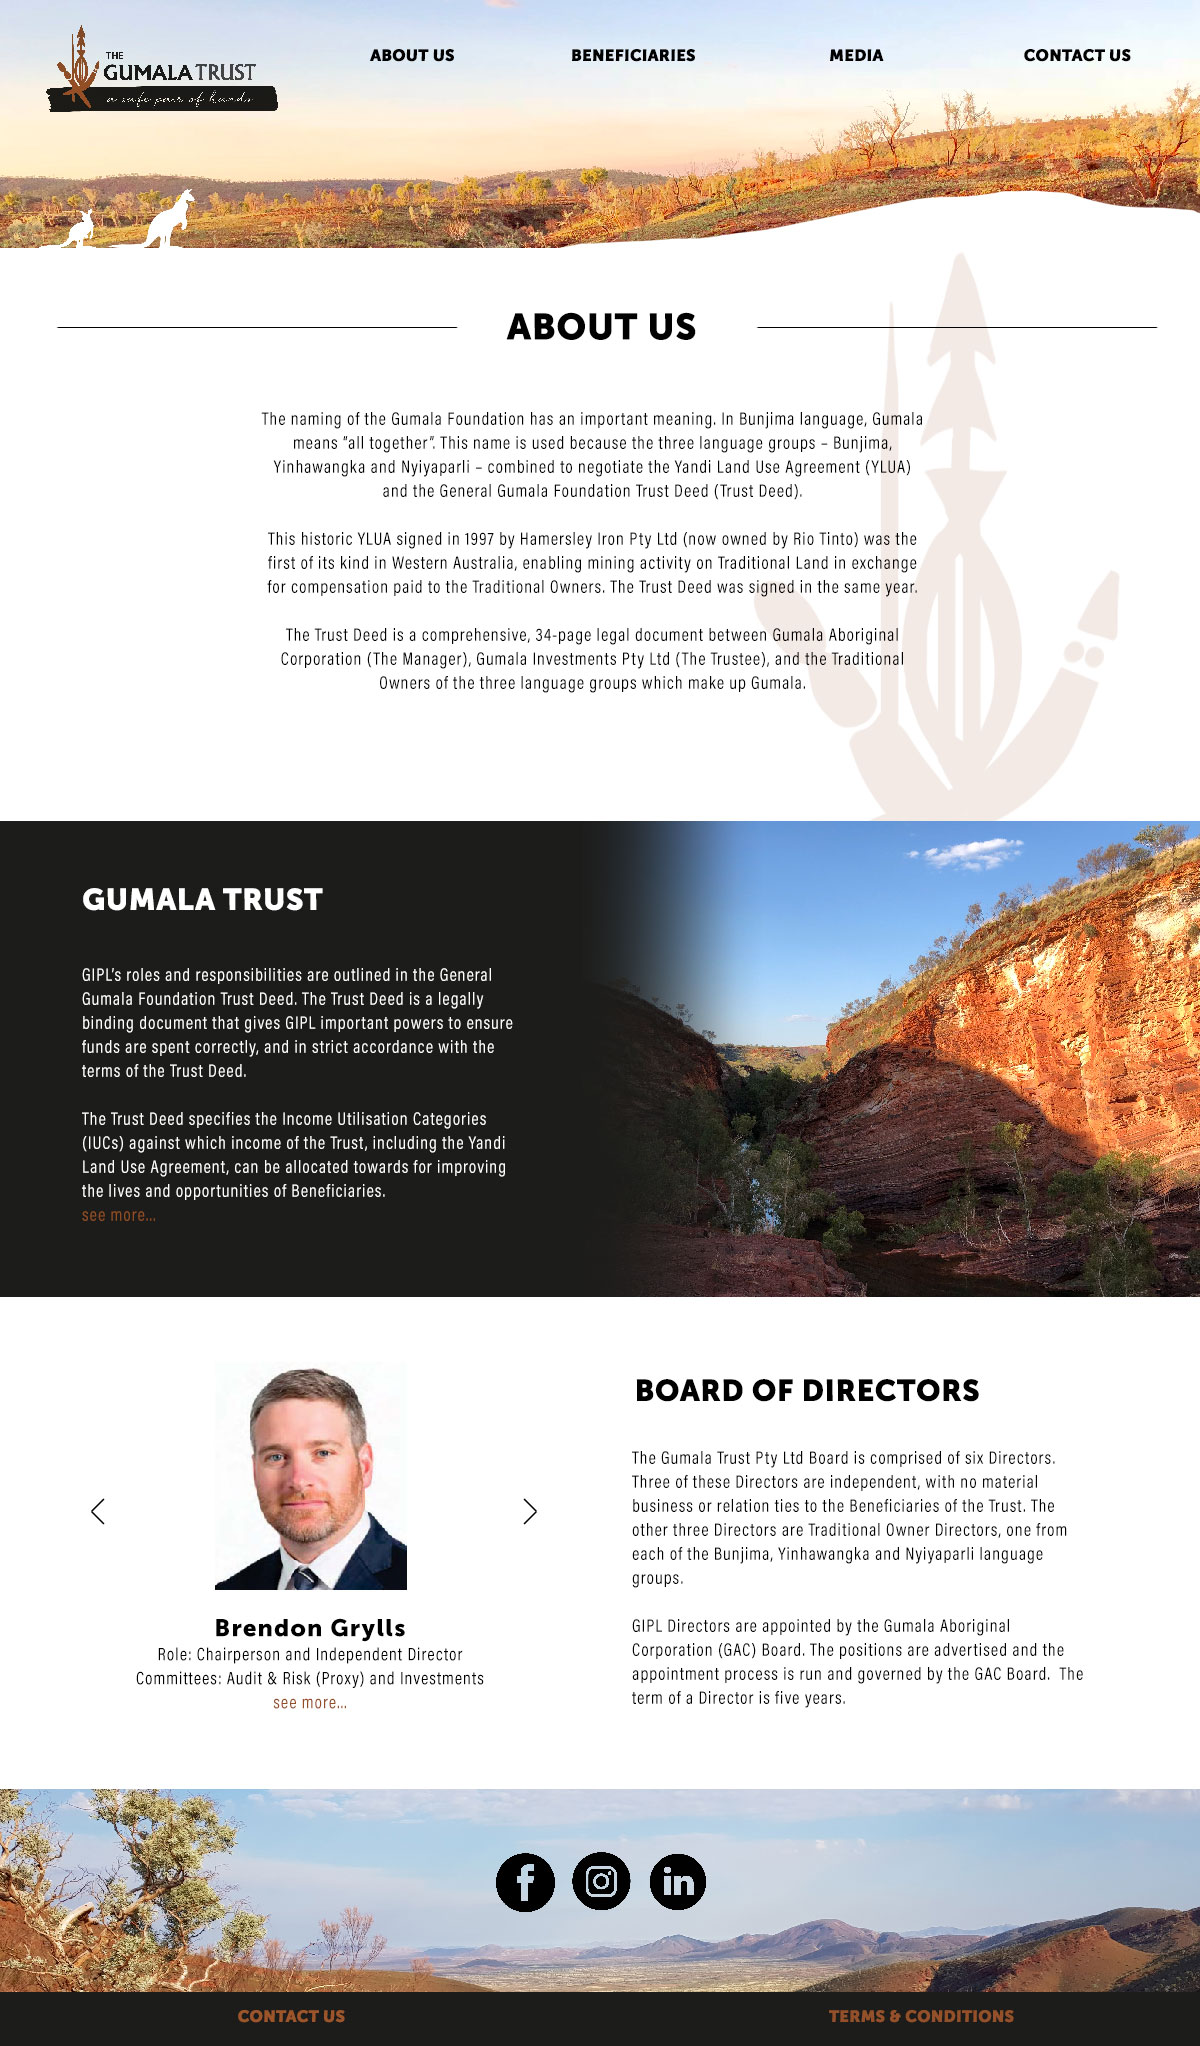 THE
GUMALA TRUST
a safe pair of hands
ABOUT US
BENEFICIARIES
MEDIA
CONTACT US
ABOUT US
The naming of the Gumala Foundation has an important meaning. In Bunjima language, Gumala
means “all together”. This name is used because the three language groups – Bunjima,
Yinhawangka and Nyiyaparli – combined to negotiate the Yandi Land Use Agreement (YLUA)
and the General Gumala Foundation Trust Deed (Trust Deed).
This historic YLUA signed in 1997 by Hamersley Iron Pty Ltd (now owned by Rio Tinto) was the
first of its kind in Western Australia, enabling mining activity on Traditional Land in exchange
for compensation paid to the Traditional Owners. The Trust Deed was signed in the same year.
The Trust Deed is a comprehensive, 34-page legal document between Gumala Aboriginal
Corporation (The Manager), Gumala Investments Pty Ltd (The Trustee), and the Traditional
Owners of the three language groups which make up Gumala.
GUMALA TRUST
GIPL’s roles and responsibilities are outlined in the General
Gumala Foundation Trust Deed. The Trust Deed is a legally
binding document that gives GIPL important powers to ensure
funds are spent correctly, and in strict accordance with the
terms of the Trust Deed.
The Trust Deed specifies the Income Utilisation Categories
(IUCs) against which income of the Trust, including the Yandi
Land Use Agreement, can be allocated towards for improving
the lives and opportunities of Beneficiaries.
see more...
Brendon Grylls
Role: Chairperson and Independent Director
Committees: Audit & Risk (Proxy) and Investments
see more...
BOARD OF DIRECTORS
The Gumala Trust Pty Ltd Board is comprised of six Directors.
Three of these Directors are independent, with no material
business or relation ties to the Beneficiaries of the Trust. The
other three Directors are Traditional Owner Directors, one from
each of the Bunjima, Yinhawangka and Nyiyaparli language
groups.
GIPL Directors are appointed by the Gumala Aboriginal
Corporation (GAC) Board. The positions are advertised and the
appointment process is run and governed by the GAC Board.  The
term of a Director is five years.
CONTACT US
TERMS & CONDITIONS